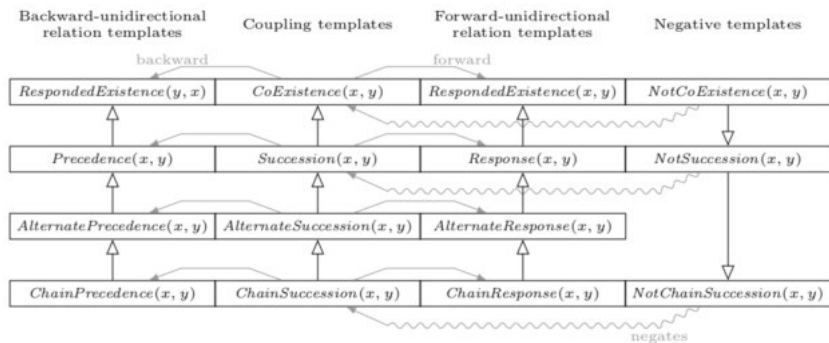 Backward-unidirectional
relation templates
Coupling templates
Forward-unidirectional
relation templates
Negative templates
backward
forward
RespondedExistence(y, x)
CoExistence(x, y)
RespondedExistence(x, y)
NotCoExistence(x, y)
Precedence(x, y)
Succession(x, y)
Response(x, y)
NotSuccession(x, y)
AlternatePrecedence(x, y)
AlternateSuccession(x, y)
AlternateResponse(x, y)
ChainPrecedence(x, y)
ChainSuccession(x, y)
ChainResponse(x, y)
NotChainSuccession(x, y)
negates